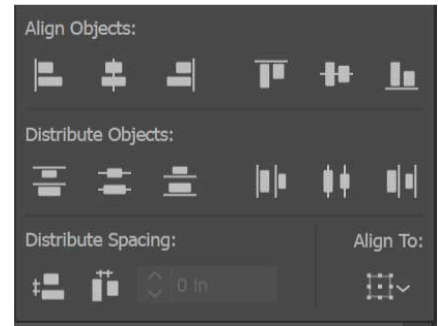 Align Objects:
Distribute Objects:
Distribute Spacing:
Align To:
0 in